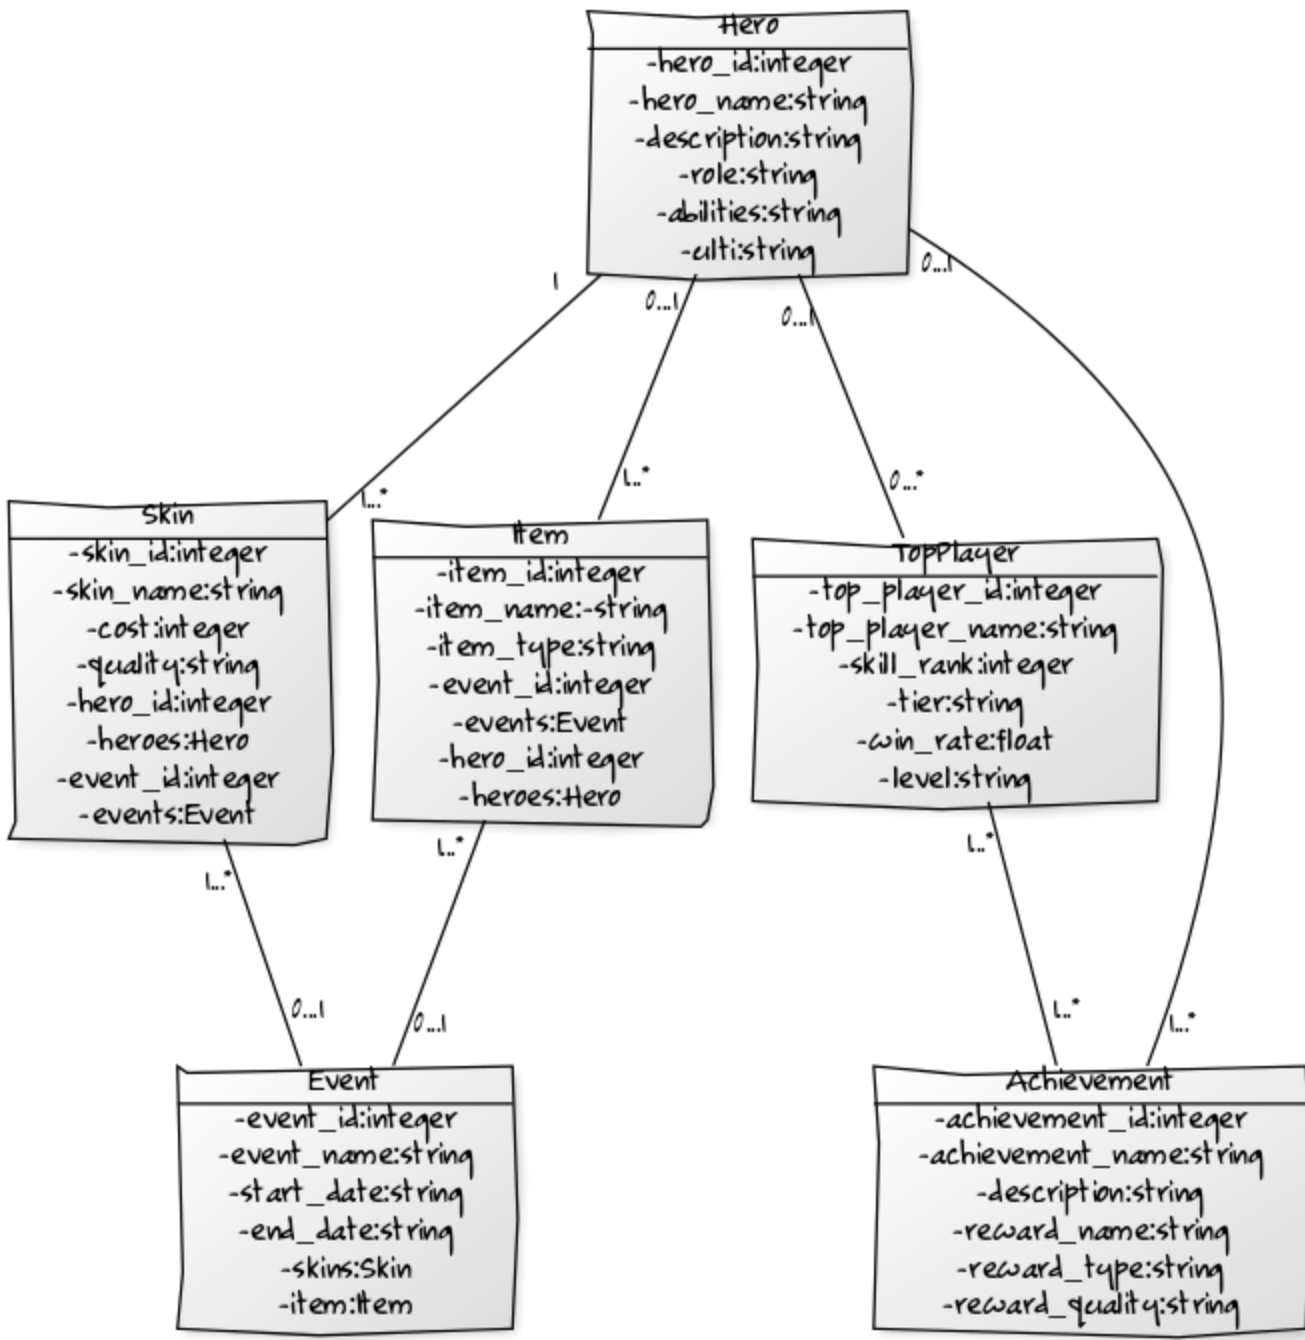 Hero
-hero_id:integer
-hero_name:string
-description:string
-role:string
-abilities:string
-ulti:string
1
0...1
0...1
0...1
1...*
1..*
0...*
Skin
-skin_id:integer
-skin_name:string
-cost:integer
-quality:string
-hero_id:integer
-heroes:Hero
-event_id:integer
-events:Event
Item
-item_id:integer
-item_name:-string
-item_type:string
-event_id:integer
-events:Event
-hero_id:integer
-heroes:Hero
TopPlayer
-top_player_id:integer
-top_player_name:string
-skill_rank:integer
-tier:string
-win_rate:float
-level:string
1...*
1..*
1..*
0...1
0...1
1..*
1..*
Event
-event_id:integer
-event_name:string
-start_date:string
-end_date:string
-skins:Skin
-item:Item
Achievement
-achievement_id:integer
-achievement_name:string
-description:string
-reward_name:string
-reward_type:string
-reward_quality:string